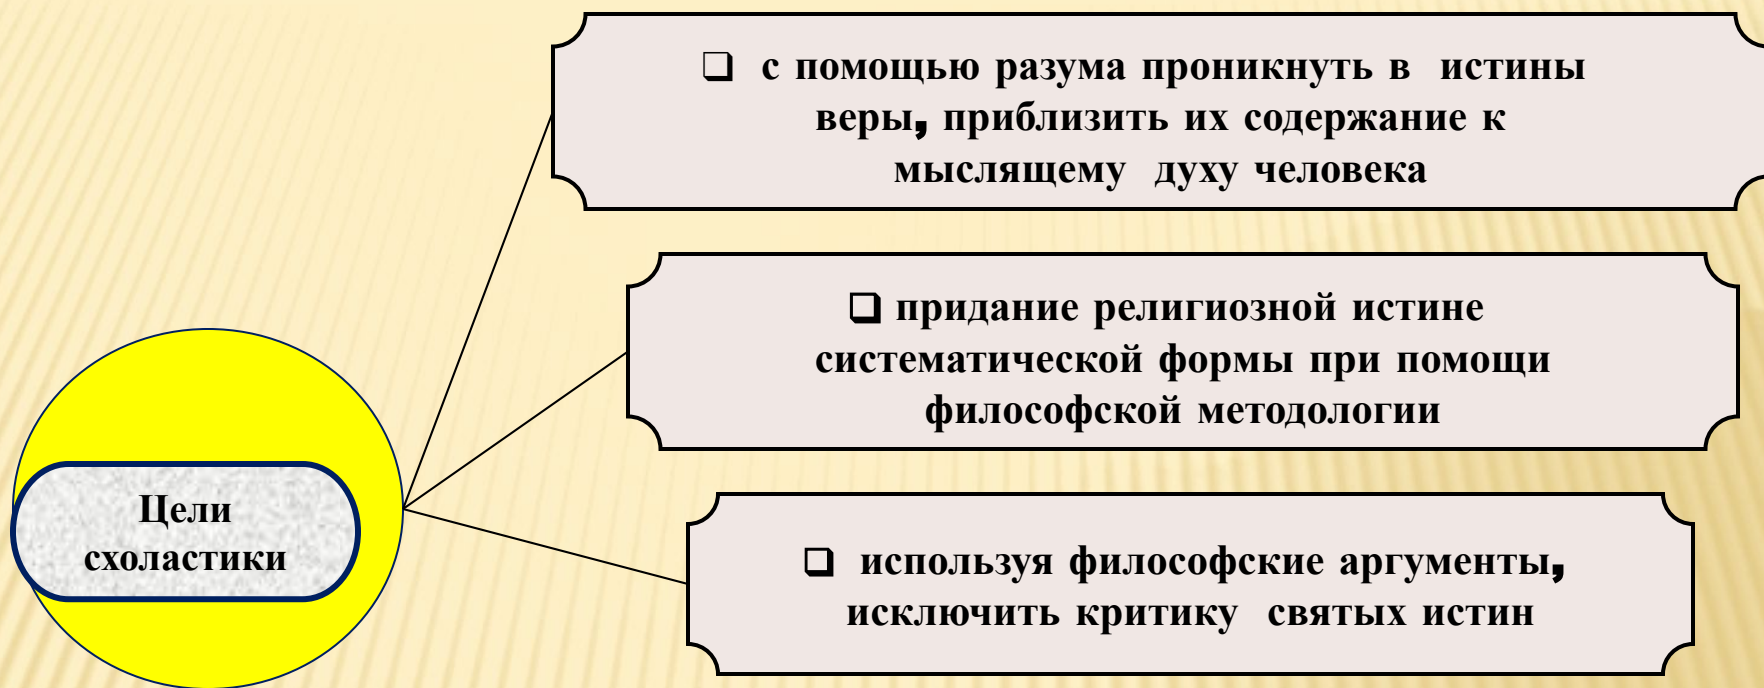 ❑ с помощью разума проникнуть в истины
веры, приблизить их содержание к
мыслящему духу человека
❑ придание религиозной истине
систематической формы при помощи
философской методологии
Цели
схоластики
❑ используя философские аргументы,
исключить критику святых истин